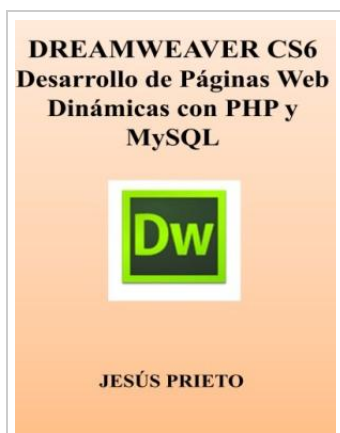 DREAMWEAVER CS6
Desarrollo de Páginas Web
Dinámicas con PHP y
MySQL
Dw
JESÚS PRIETO